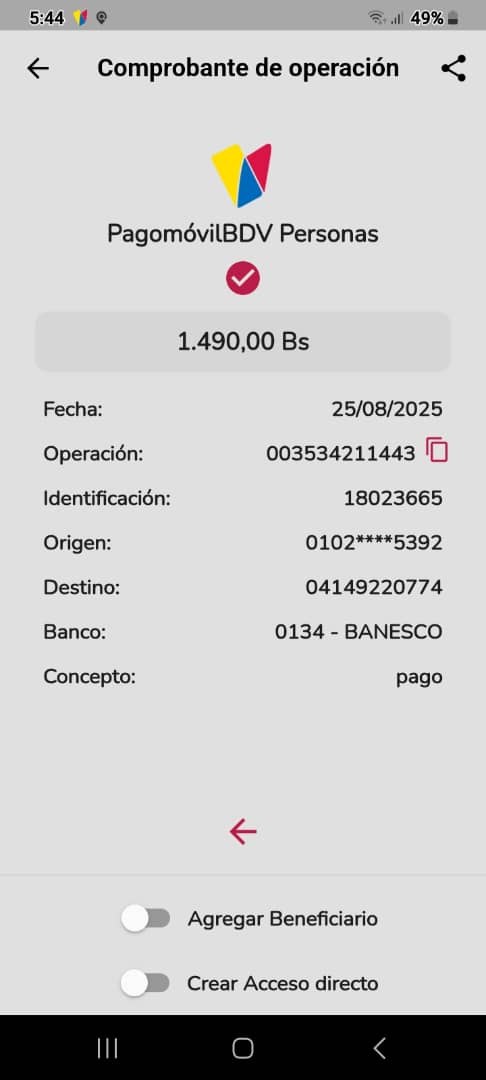 5:44 49%
Comprobante de operación
PagomóvilBDV Personas
1.490,00 Bs
Fecha: 25/08/2025
Operación: 003534211443
Identificación: 18023665
Origen: 0102****5392
Destino: 04149220774
Banco: 0134 - BANESCO
Concepto: pago
Agregar Beneficiario
Crear Acceso directo